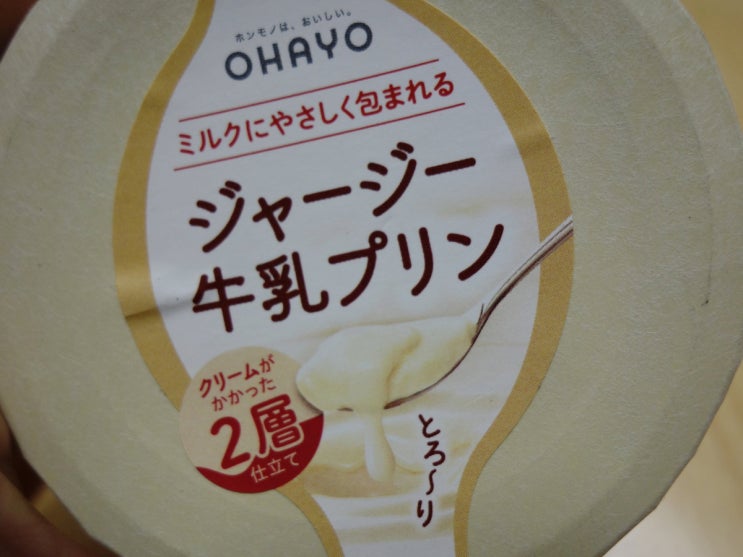 ホンモノは、おいしい。
OHAYO
ミルクにやさしく包まれる
ジャージー
牛乳プリン
クリームが
かかった
2層
仕立て
とろ〜り